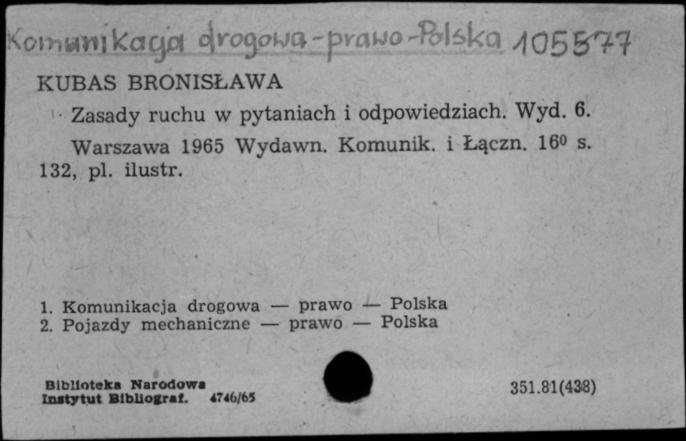 Komunikacja drogowa-prawo-Polska 105577
KUBAS BRONISŁAWA
Zasady ruchu w pytaniach i odpowiedziach. Wyd. 6.
Warszawa 1965 Wydawn. Komunik. i Łączn. 16⁰ s.
132, pl. ilustr.
1. Komunikacja drogowa — prawo — Polska
2. Pojazdy mechaniczne — prawo — Polska
Biblioteka Narodowa
Instytut Bibliograf. 4746/65
351.81(438)